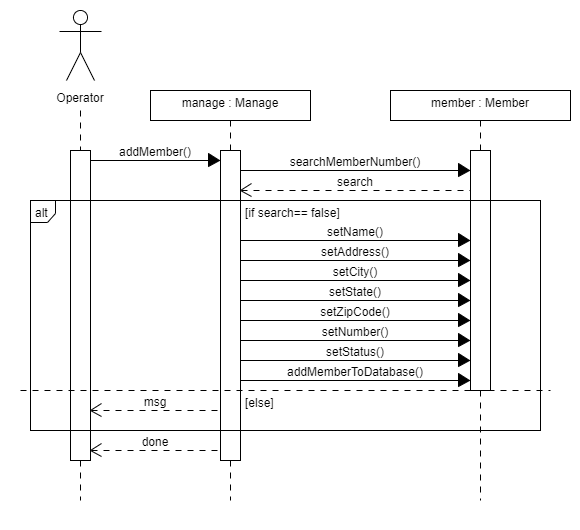 Operator
manage : Manage
member : Member
addMember()
searchMemberNumber()
search
alt
[if search== false]
setName()
setAddress()
setCity()
setState()
setZipCode()
setNumber()
setStatus()
addMemberToDatabase()
msg
[else]
done